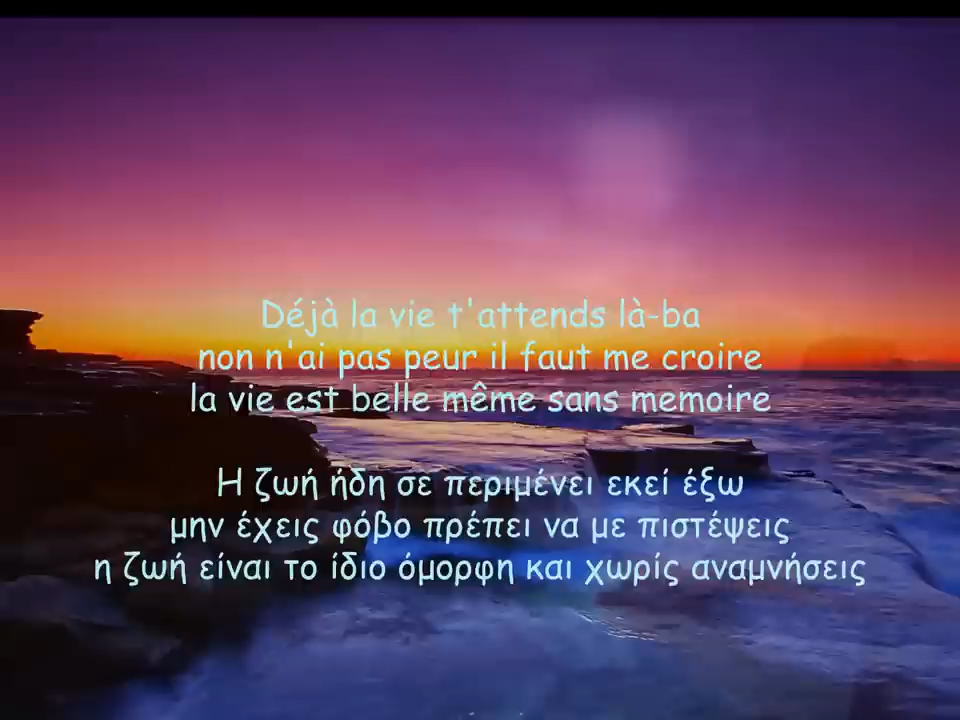 Déjà la vie t'attends là-ba
non n'ai pas peur il faut me croire
la vie est belle même sans memoire
Η ζωή ήδη σε περιμένει εκεί έξω
μην έχεις φόβο πρέπει να με πιστέψεις
η ζωή είναι το ίδιο όμορφη και χωρίς αναμνήσεις